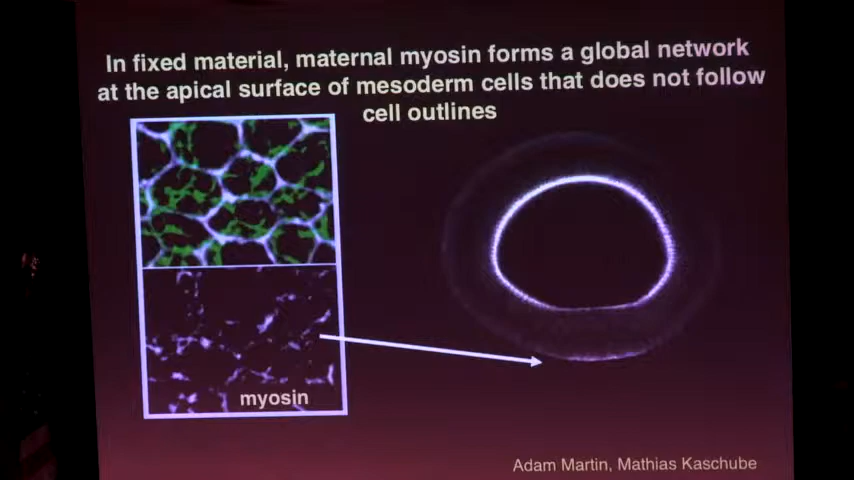 In fixed material, maternal myosin forms a global network
at the apical surface of mesoderm cells that does not follow
cell outlines
myosin
Adam Martin, Mathias Kaschube